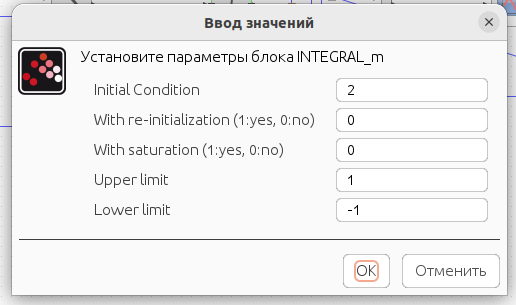 Ввод значений
Установите параметры блока INTEGRAL_m
Initial Condition 2
With re-initialization (1:yes, 0:no) 0
With saturation (1:yes, 0:no) 0
Upper limit 1
Lower limit -1
OK Отменить